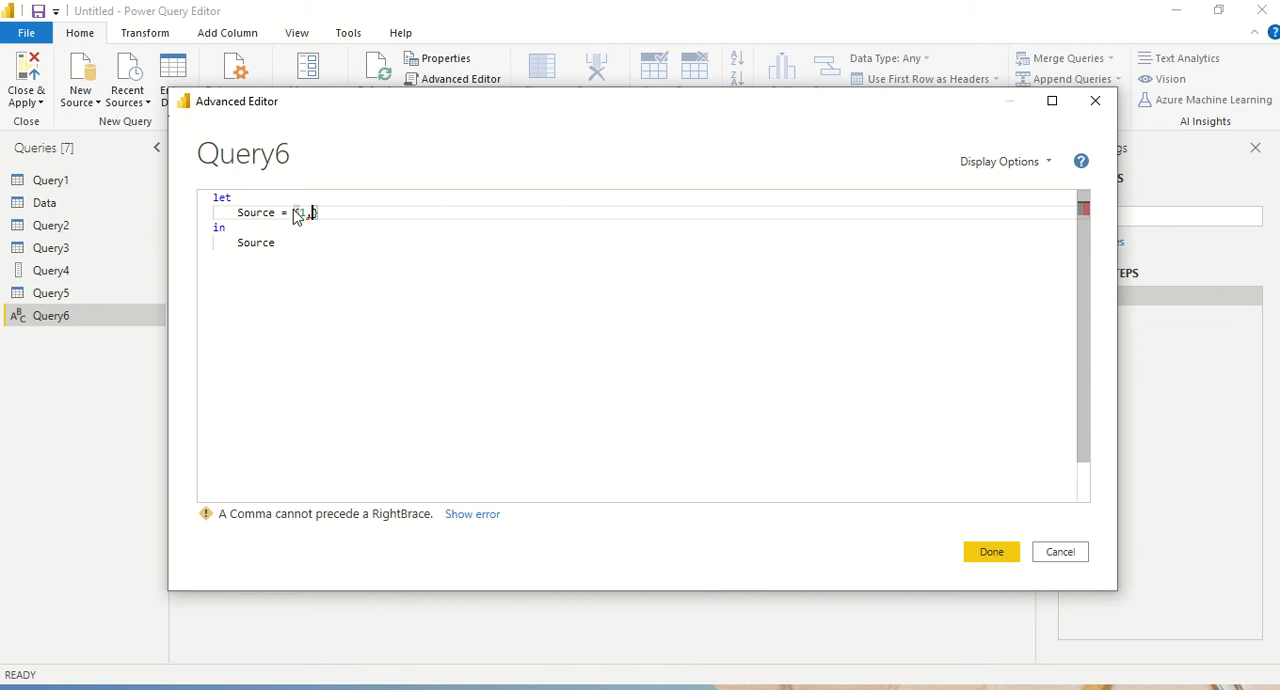 Untitled - Power Query Editor
File Home Transform Add Column View Tools Help
Close & Apply
New Source
Recent Sources
Properties
Advanced Editor
Data Type: Any
Use First Row as Headers
Merge Queries
Append Queries
Text Analytics
Vision
Azure Machine Learning
Close
New Query
AI Insights
Queries [7]
Query1
Data
Query2
Query3
Query4
Query5
ABC Query6
Advanced Editor
Query6
Display Options
let
Source = {1,}
in
Source
A Comma cannot precede a RightBrace. Show error
Done
Cancel
READY